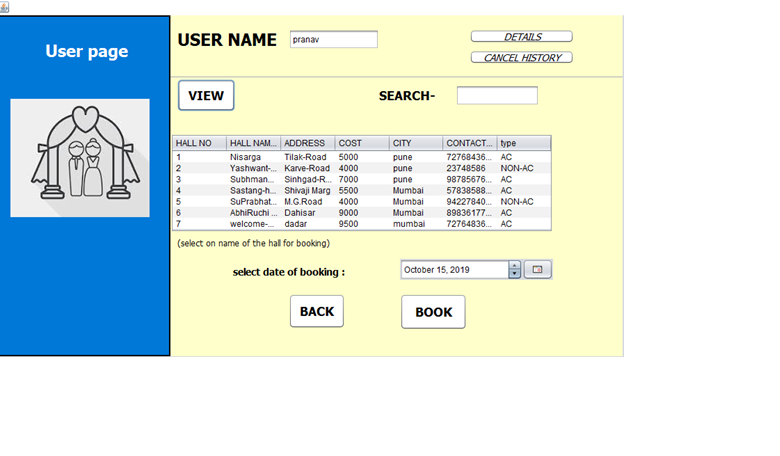 User page
USER NAME pranav DETAILS
CANCEL HISTORY
VIEW SEARCH-
HALL NO HALL NAM... ADDRESS COST CITY CONTACT... type
1 Nisarga Tilak-Road 5000 pune 72768436... AC
2 Yashwant-... Karve-Road 4000 pune 23748586 NON-AC
3 Subhman... Sinhgad-R... 7000 pune 98785676... AC
4 Sastang-h... Shivaji Marg 5500 Mumbai 57838588... AC
5 SuPrabhat... M.G.Road 4000 Mumbai 94227840... NON-AC
6 AbhiRuchi ... Dahisar 9000 Mumbai 89836177... AC
7 welcome-... dadar 9500 mumbai 72764836... AC
(select on name of the hall for booking)
select date of booking : October 15, 2019
BACK BOOK